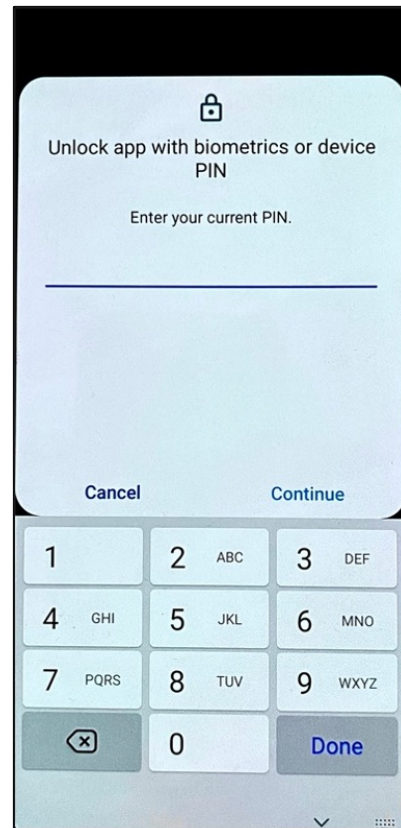 Unlock app with biometrics or device
PIN
Enter your current PIN.
Cancel Continue
1 2 ABC 3 DEF
4 GHI 5 JKL 6 MNO
7 PQRS 8 TUV 9 WXYZ
0 Done